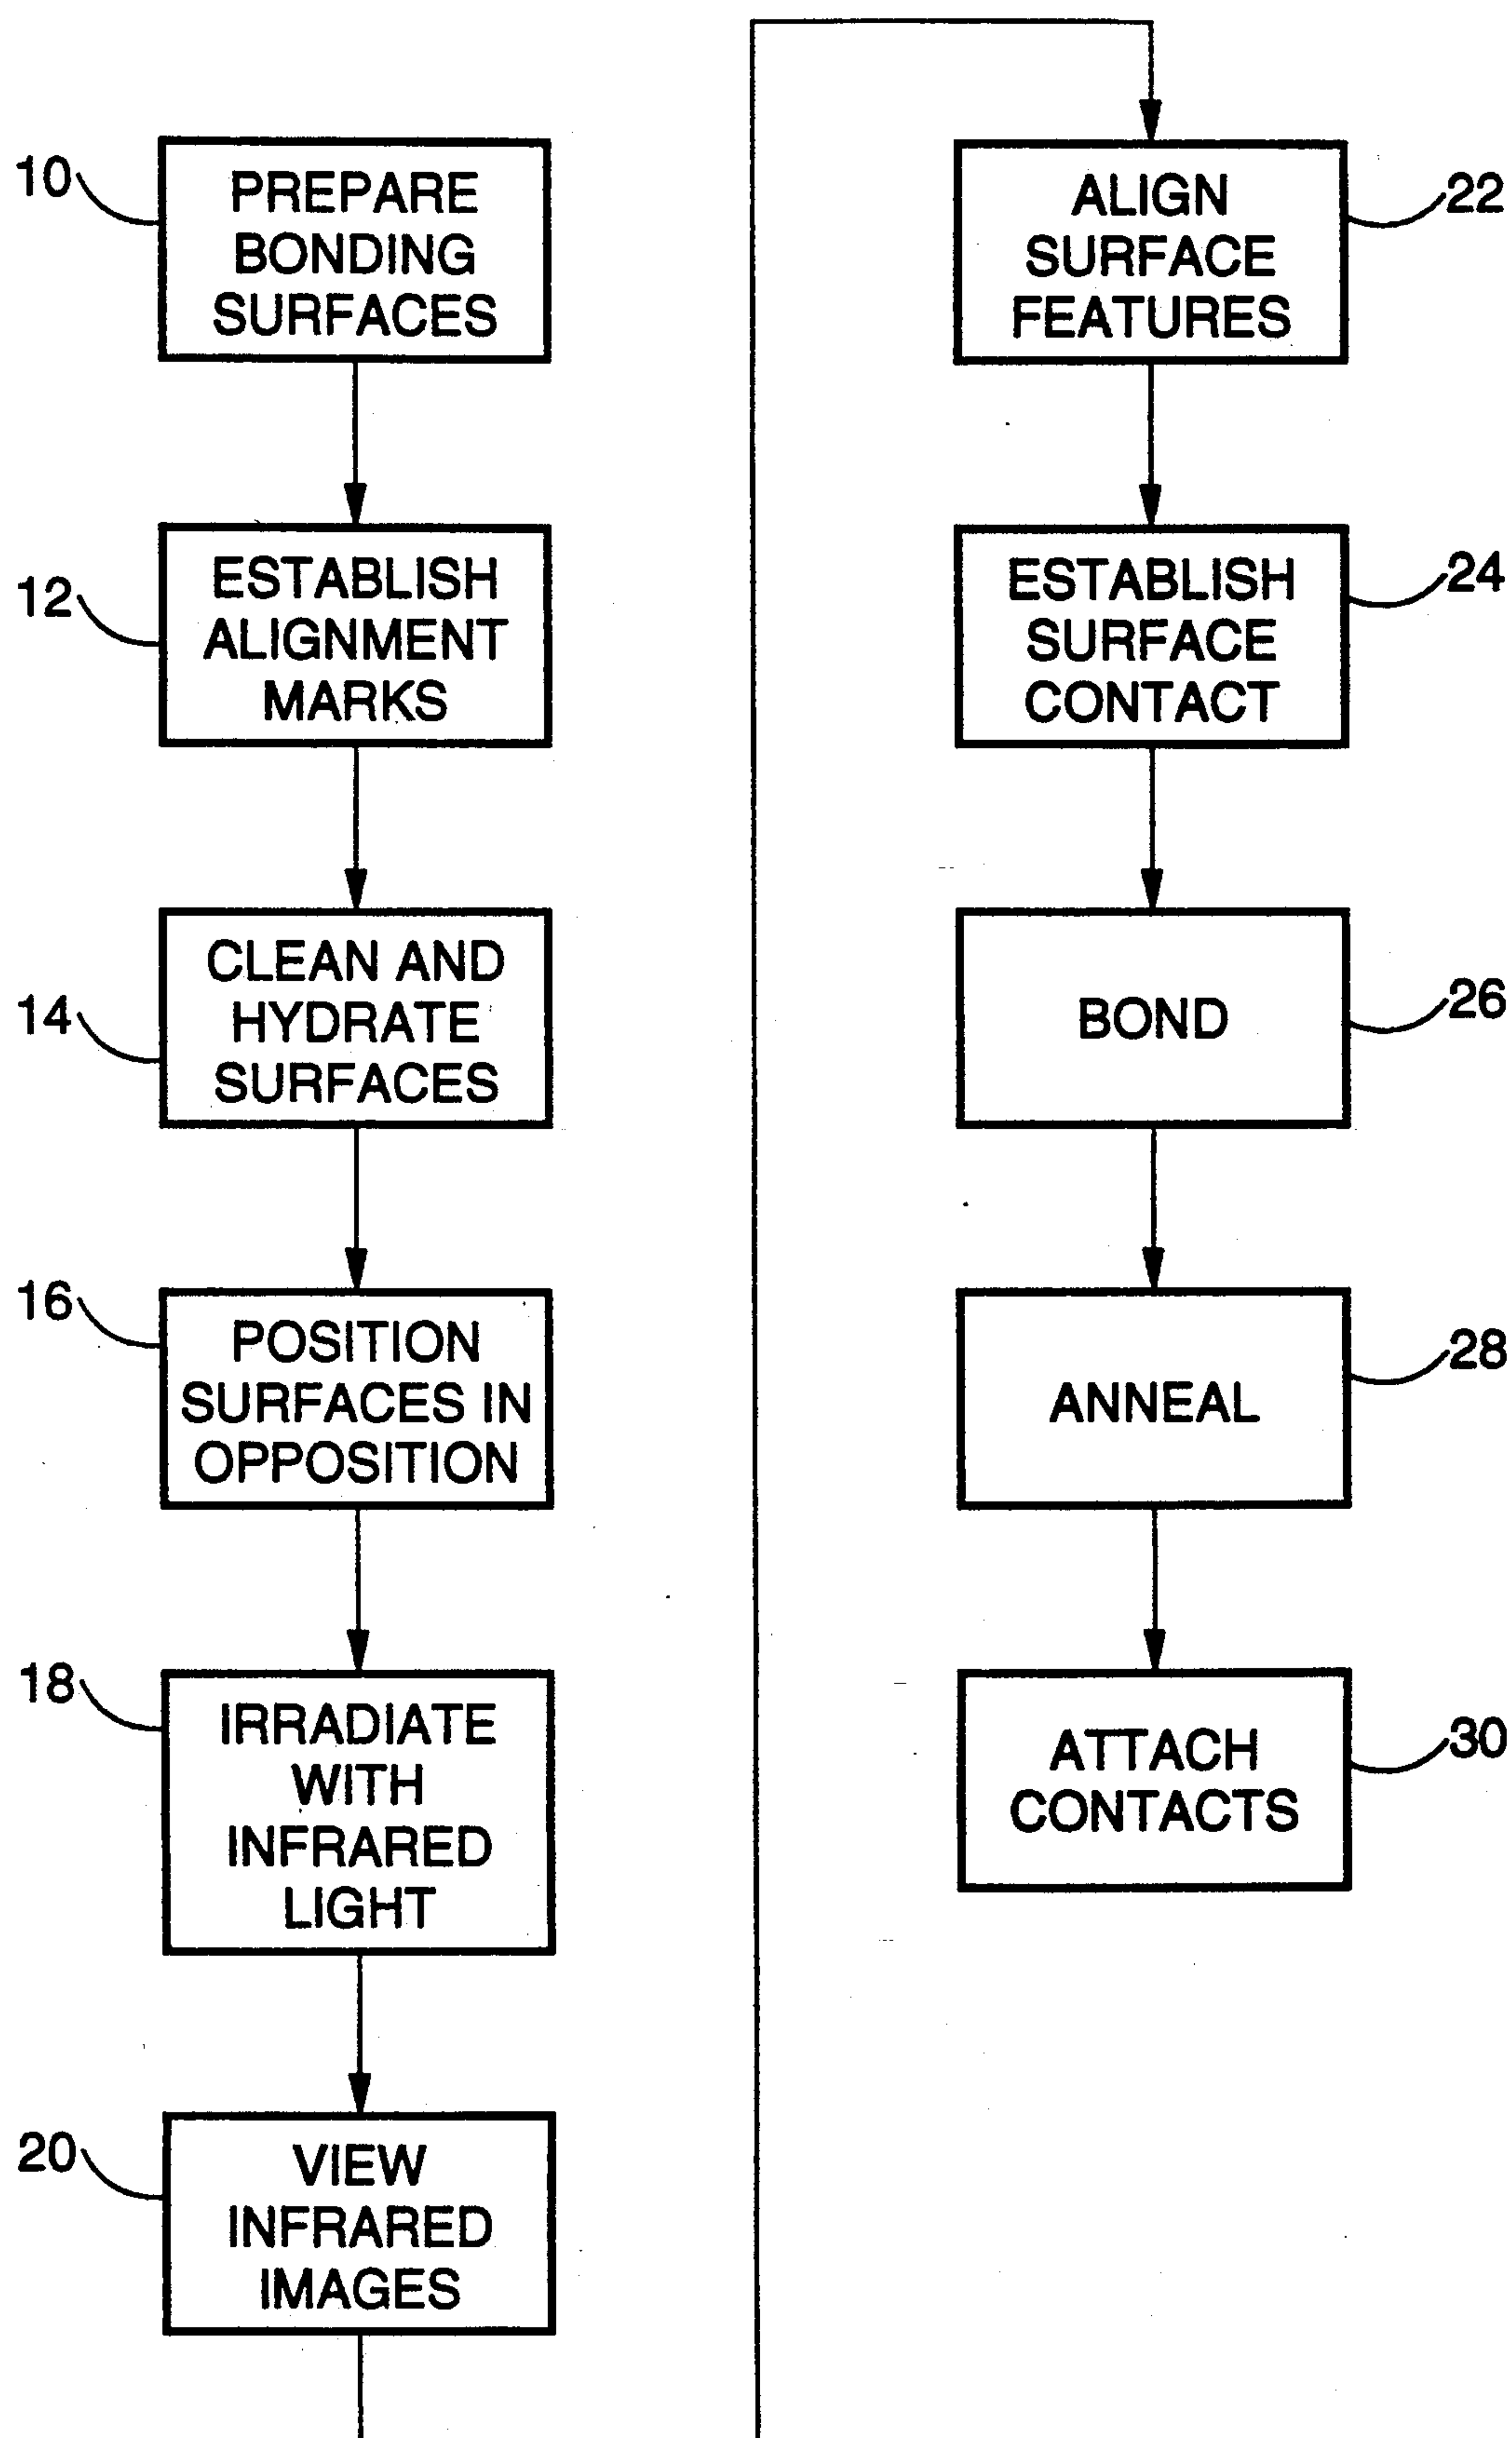 10
PREPARE
BONDING
SURFACES
12
ESTABLISH
ALIGNMENT
MARKS
14
CLEAN AND
HYDRATE
SURFACES
16
POSITION
SURFACES IN
OPPOSITION
18
IRRADIATE
WITH
INFRARED
LIGHT
20
VIEW
INFRARED
IMAGES
ALIGN
SURFACE
FEATURES
22
ESTABLISH
SURFACE
CONTACT
24
BOND
26
ANNEAL
28
ATTACH
CONTACTS
30